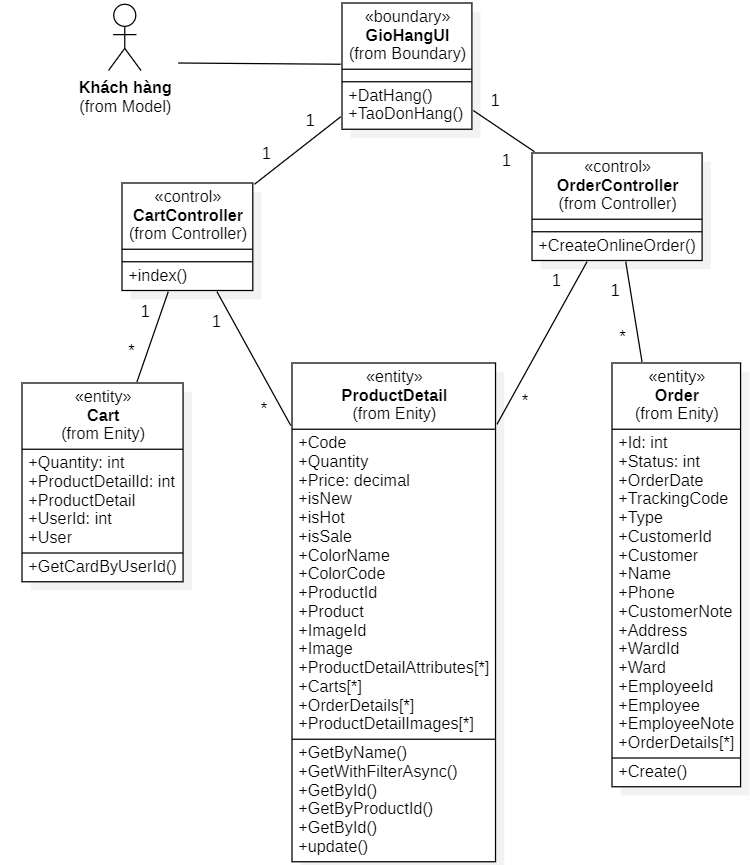 «boundary»
GioHangUI
(from Boundary)
+DatHang()
+TaoDonHang()
Khách hàng
(from Model)
1
1
1
1
«control»
CartController
(from Controller)
+index()
«control»
OrderController
(from Controller)
+CreateOnlineOrder()
1
*
1
*
1
*
1
*
«entity»
Cart
(from Enity)
+Quantity: int
+ProductDetailId: int
+ProductDetail
+UserId: int
+User
+GetCardByUserId()
«entity»
ProductDetail
(from Enity)
+Code
+Quantity
+Price: decimal
+isNew
+isHot
+isSale
+ColorName
+ColorCode
+ProductId
+Product
+ImageId
+Image
+ProductDetailAttributes[*]
+Carts[*]
+OrderDetails[*]
+ProductDetailImages[*]
+GetByName()
+GetWithFilterAsync()
+GetById()
+GetByProductId()
+GetById()
+update()
«entity»
Order
(from Enity)
+Id: int
+Status: int
+OrderDate
+TrackingCode
+Type
+CustomerId
+Customer
+Name
+Phone
+CustomerNote
+Address
+WardId
+Ward
+EmployeeId
+Employee
+EmployeeNote
+OrderDetails[*]
+Create()